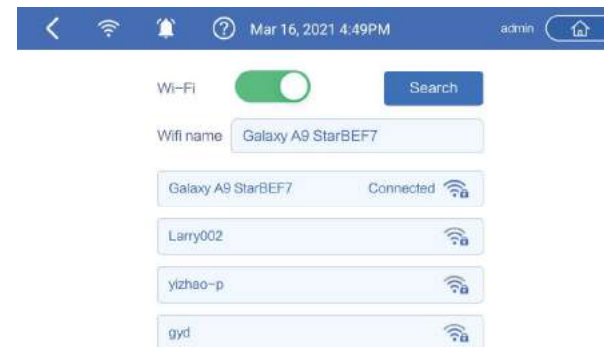 Mar 16, 2021 4:49PM admin
Wi-Fi Search
Wifi name Galaxy A9 StarBEF7
Galaxy A9 StarBEF7 Connected
Larry002
yizhao-p
gyd